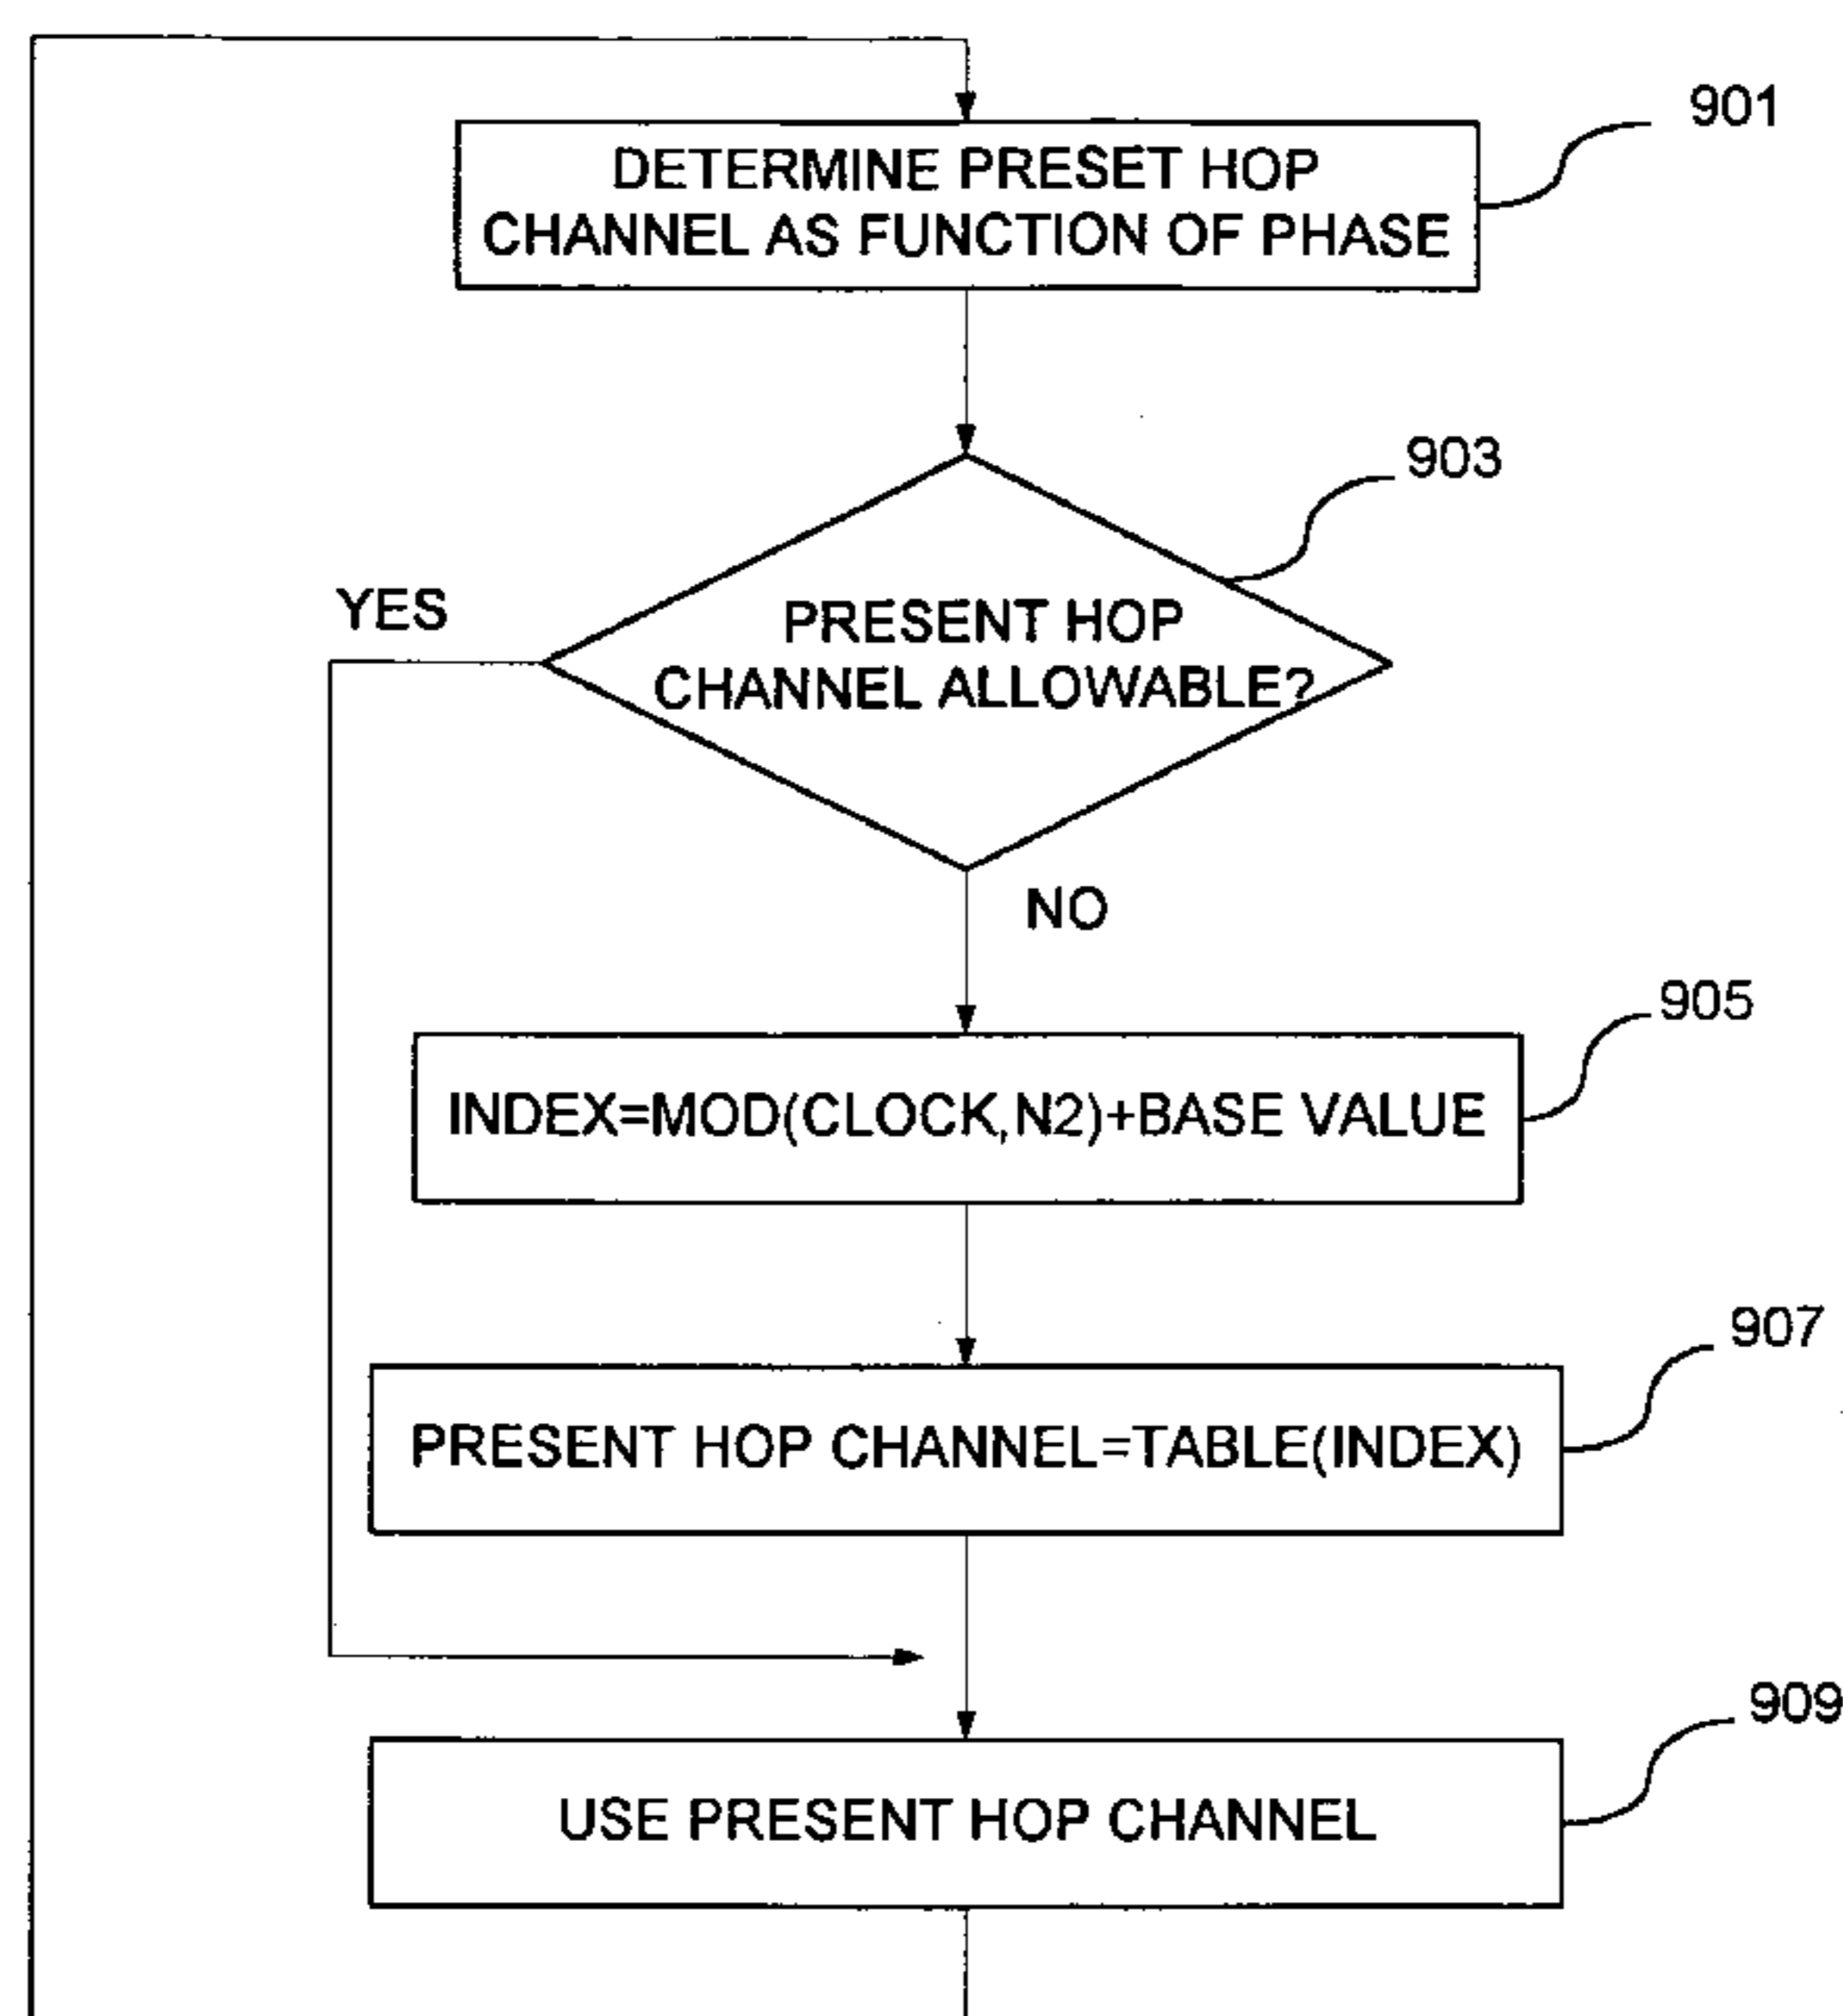 901
DETERMINE PRESET HOP
CHANNEL AS FUNCTION OF PHASE
903
YES
PRESENT HOP
CHANNEL ALLOWABLE?
NO
905
INDEX=MOD(CLOCK,N2)+BASE VALUE
907
PRESENT HOP CHANNEL=TABLE(INDEX)
909
USE PRESENT HOP CHANNEL